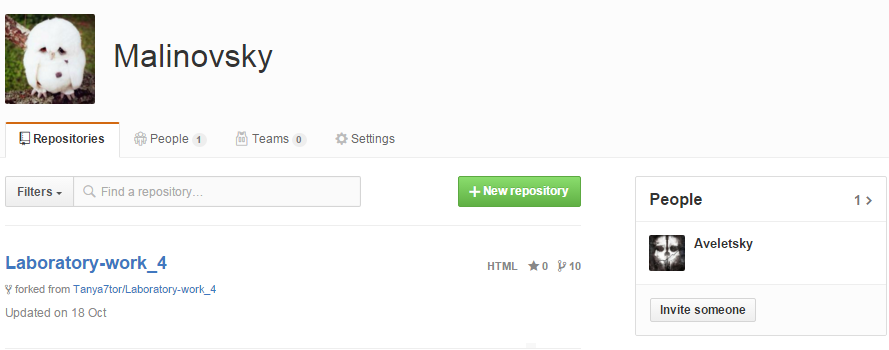 Malinovsky
Repositories People 1 Teams 0 Settings
Filters Find a repository... New repository
People 1
Aveletsky
Laboratory-work_4 HTML 0 10
forked from Tanya7tor/Laboratory-work_4
Updated on 18 Oct
Invite someone